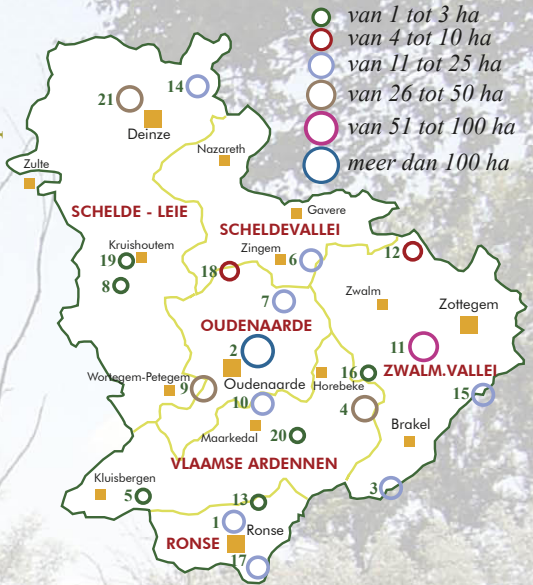 van 1 tot 3 ha
van 4 tot 10 ha
van 11 tot 25 ha
van 26 tot 50 ha
van 51 tot 100 ha
meer dan 100 ha
14
21
Deinze
Nazareth
Zulte
SCHELDE - LEIE
Gavere
SCHELDEVALLEI
Kruishoutem
Zingem
12
19
6
18
8
Zwalm
7
Zottegem
OUDENAARDE
2
11
ZWALM.VALLEI
16
Wortegem-Petegem
9
Oudenaarde
Horebeke
15
10
4
Maarkedal
20
Brakel
VLAAMSE ARDENNEN
Kluisbergen
3
5
13
1
Ronse
RONSE
17